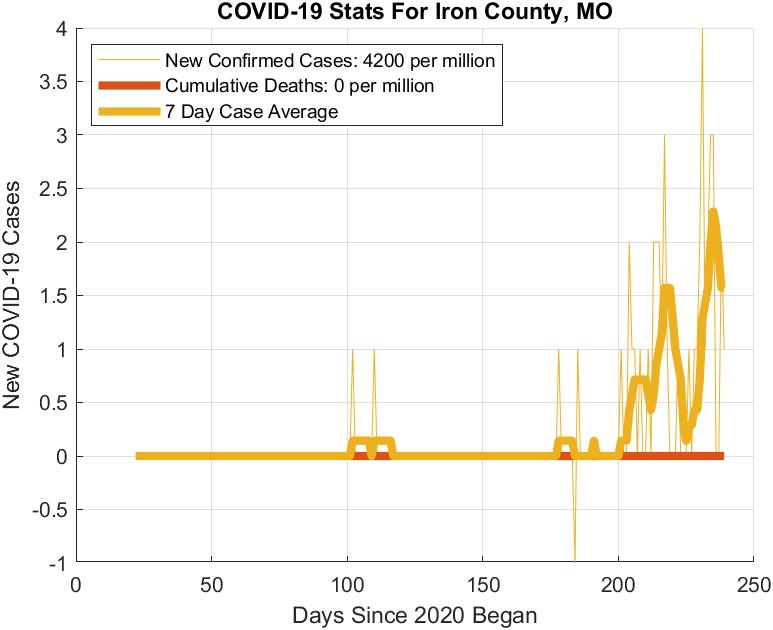 COVID-19 Stats For Iron County, MO
New Confirmed Cases: 4200 per million
Cumulative Deaths: 0 per million
7 Day Case Average
New COVID-19 Cases
4
3.5
3
2.5
2
1.5
1
0.5
0
-0.5
-1
0 50 100 150 200 250
Days Since 2020 Began